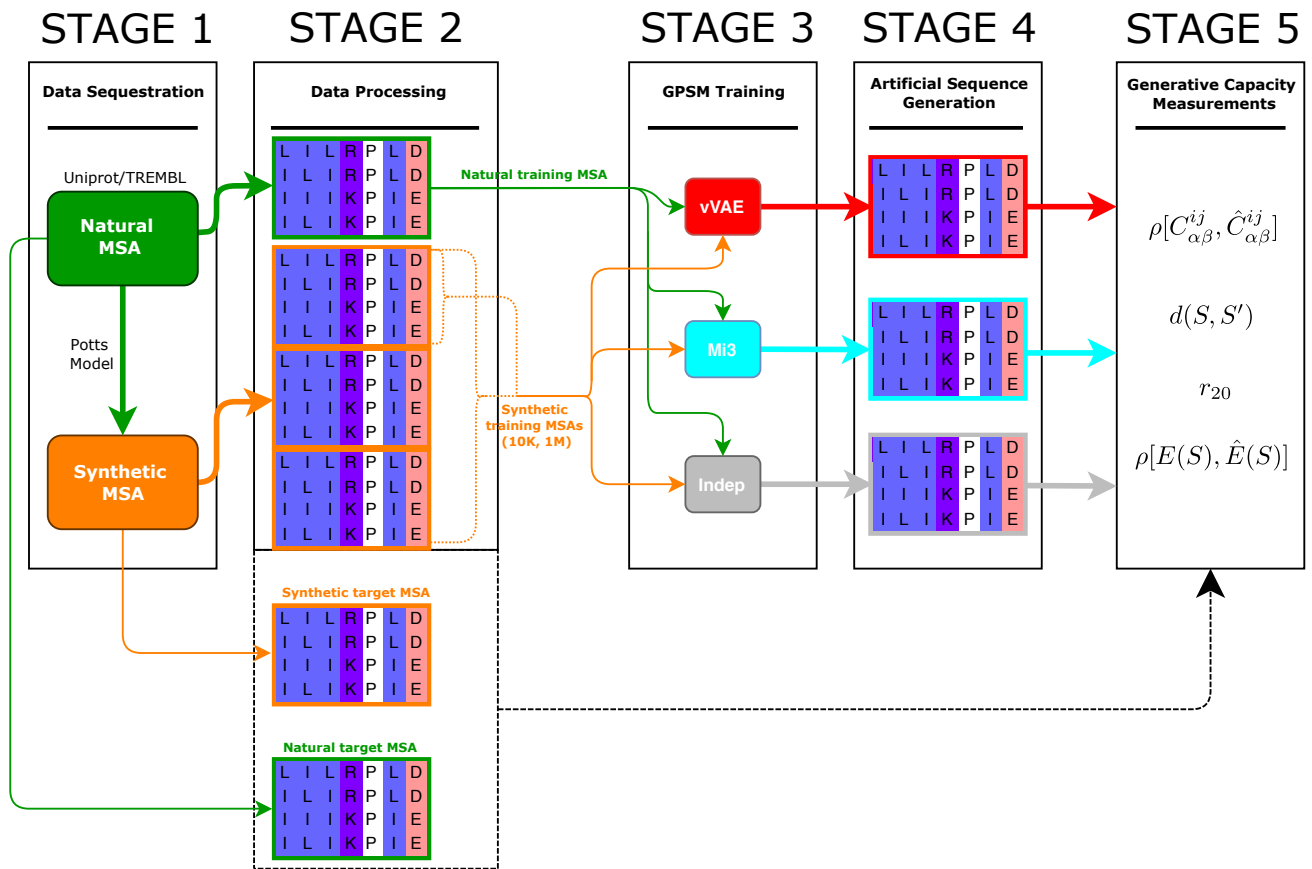 STAGE 1
STAGE 2
STAGE 3
STAGE 4
STAGE 5
Data Sequestration
Uniprot/TREMBL
Natural
MSA
Potts
Model
Synthetic
MSA
Data Processing
L I L R P L D
I L I R P L D
I I I K P I E
I L I K P I E
L I L R P L D
I L I R P L D
I I I K P I E
I L I K P I E
L I L R P L D
I L I R P L D
I I I K P I E
I L I K P I E
L I L R P L D
I L I R P L D
I I I K P I E
I L I K P I E
Synthetic target MSA
L I L R P L D
I L I R P L D
I I I K P I E
I L I K P I E
Natural target MSA
L I L R P L D
I L I R P L D
I I I K P I E
I L I K P I E
Natural training MSA
Synthetic
training MSAs
(10K, 1M)
GPSM Training
vVAE
Mi3
Indep
Artificial Sequence
Generation
L I L R P L D
I L I R P L D
I I I K P I E
I L I K P I E
L I L R P L D
I L I R P L D
I I I K P I E
I L I K P I E
L I L R P L D
I L I R P L D
I I I K P I E
I L I K P I E
Generative Capacity
Measurements
ρ[C^{ij}_{αβ}, Ĉ^{ij}_{αβ}]
d(S, S′)
r₂₀
ρ[E(S), Ê(S)]